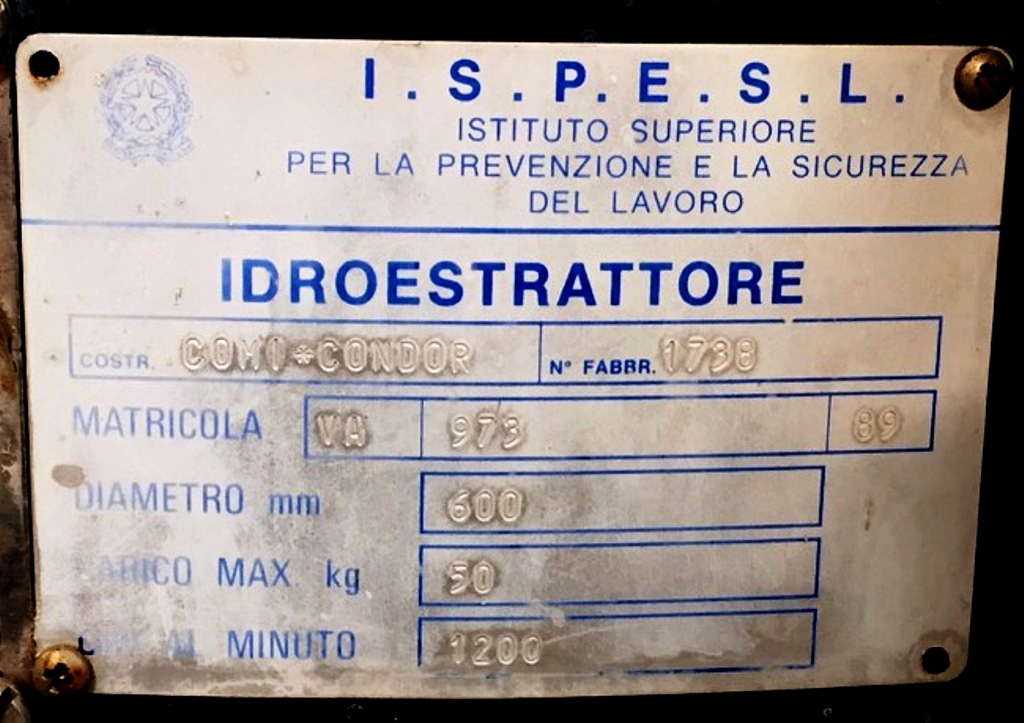 I.S.P.E.S.L.
ISTITUTO SUPERIORE
PER LA PREVENZIONE E LA SICUREZZA
DEL LAVORO
IDROESTRATTORE
COSTR. COMI*CONDOR N° FABBR. 1738
MATRICOLA VA 973 89
DIAMETRO mm 600
CARICO MAX kg 50
AL MINUTO 1200